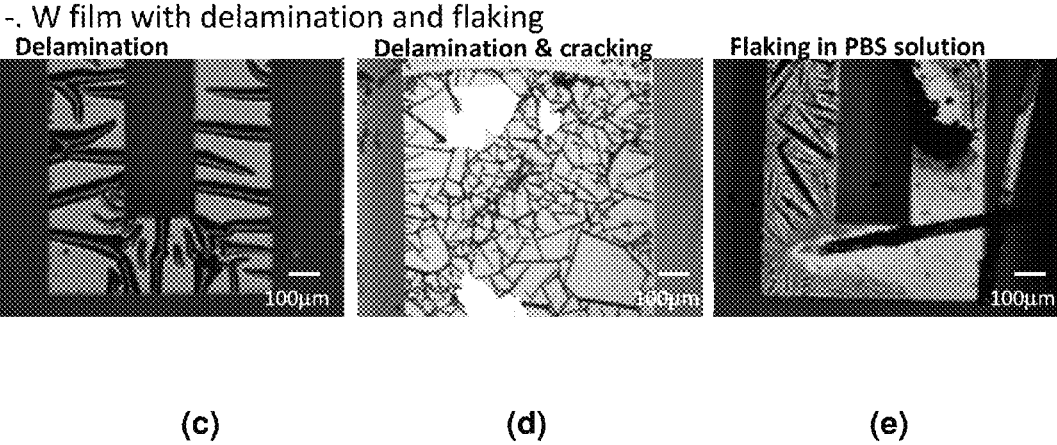 -. W film with delamination and flaking
Delamination
Delamination & cracking
Flaking in PBS solution
100μm
100μm
100μm
(c)
(d)
(e)